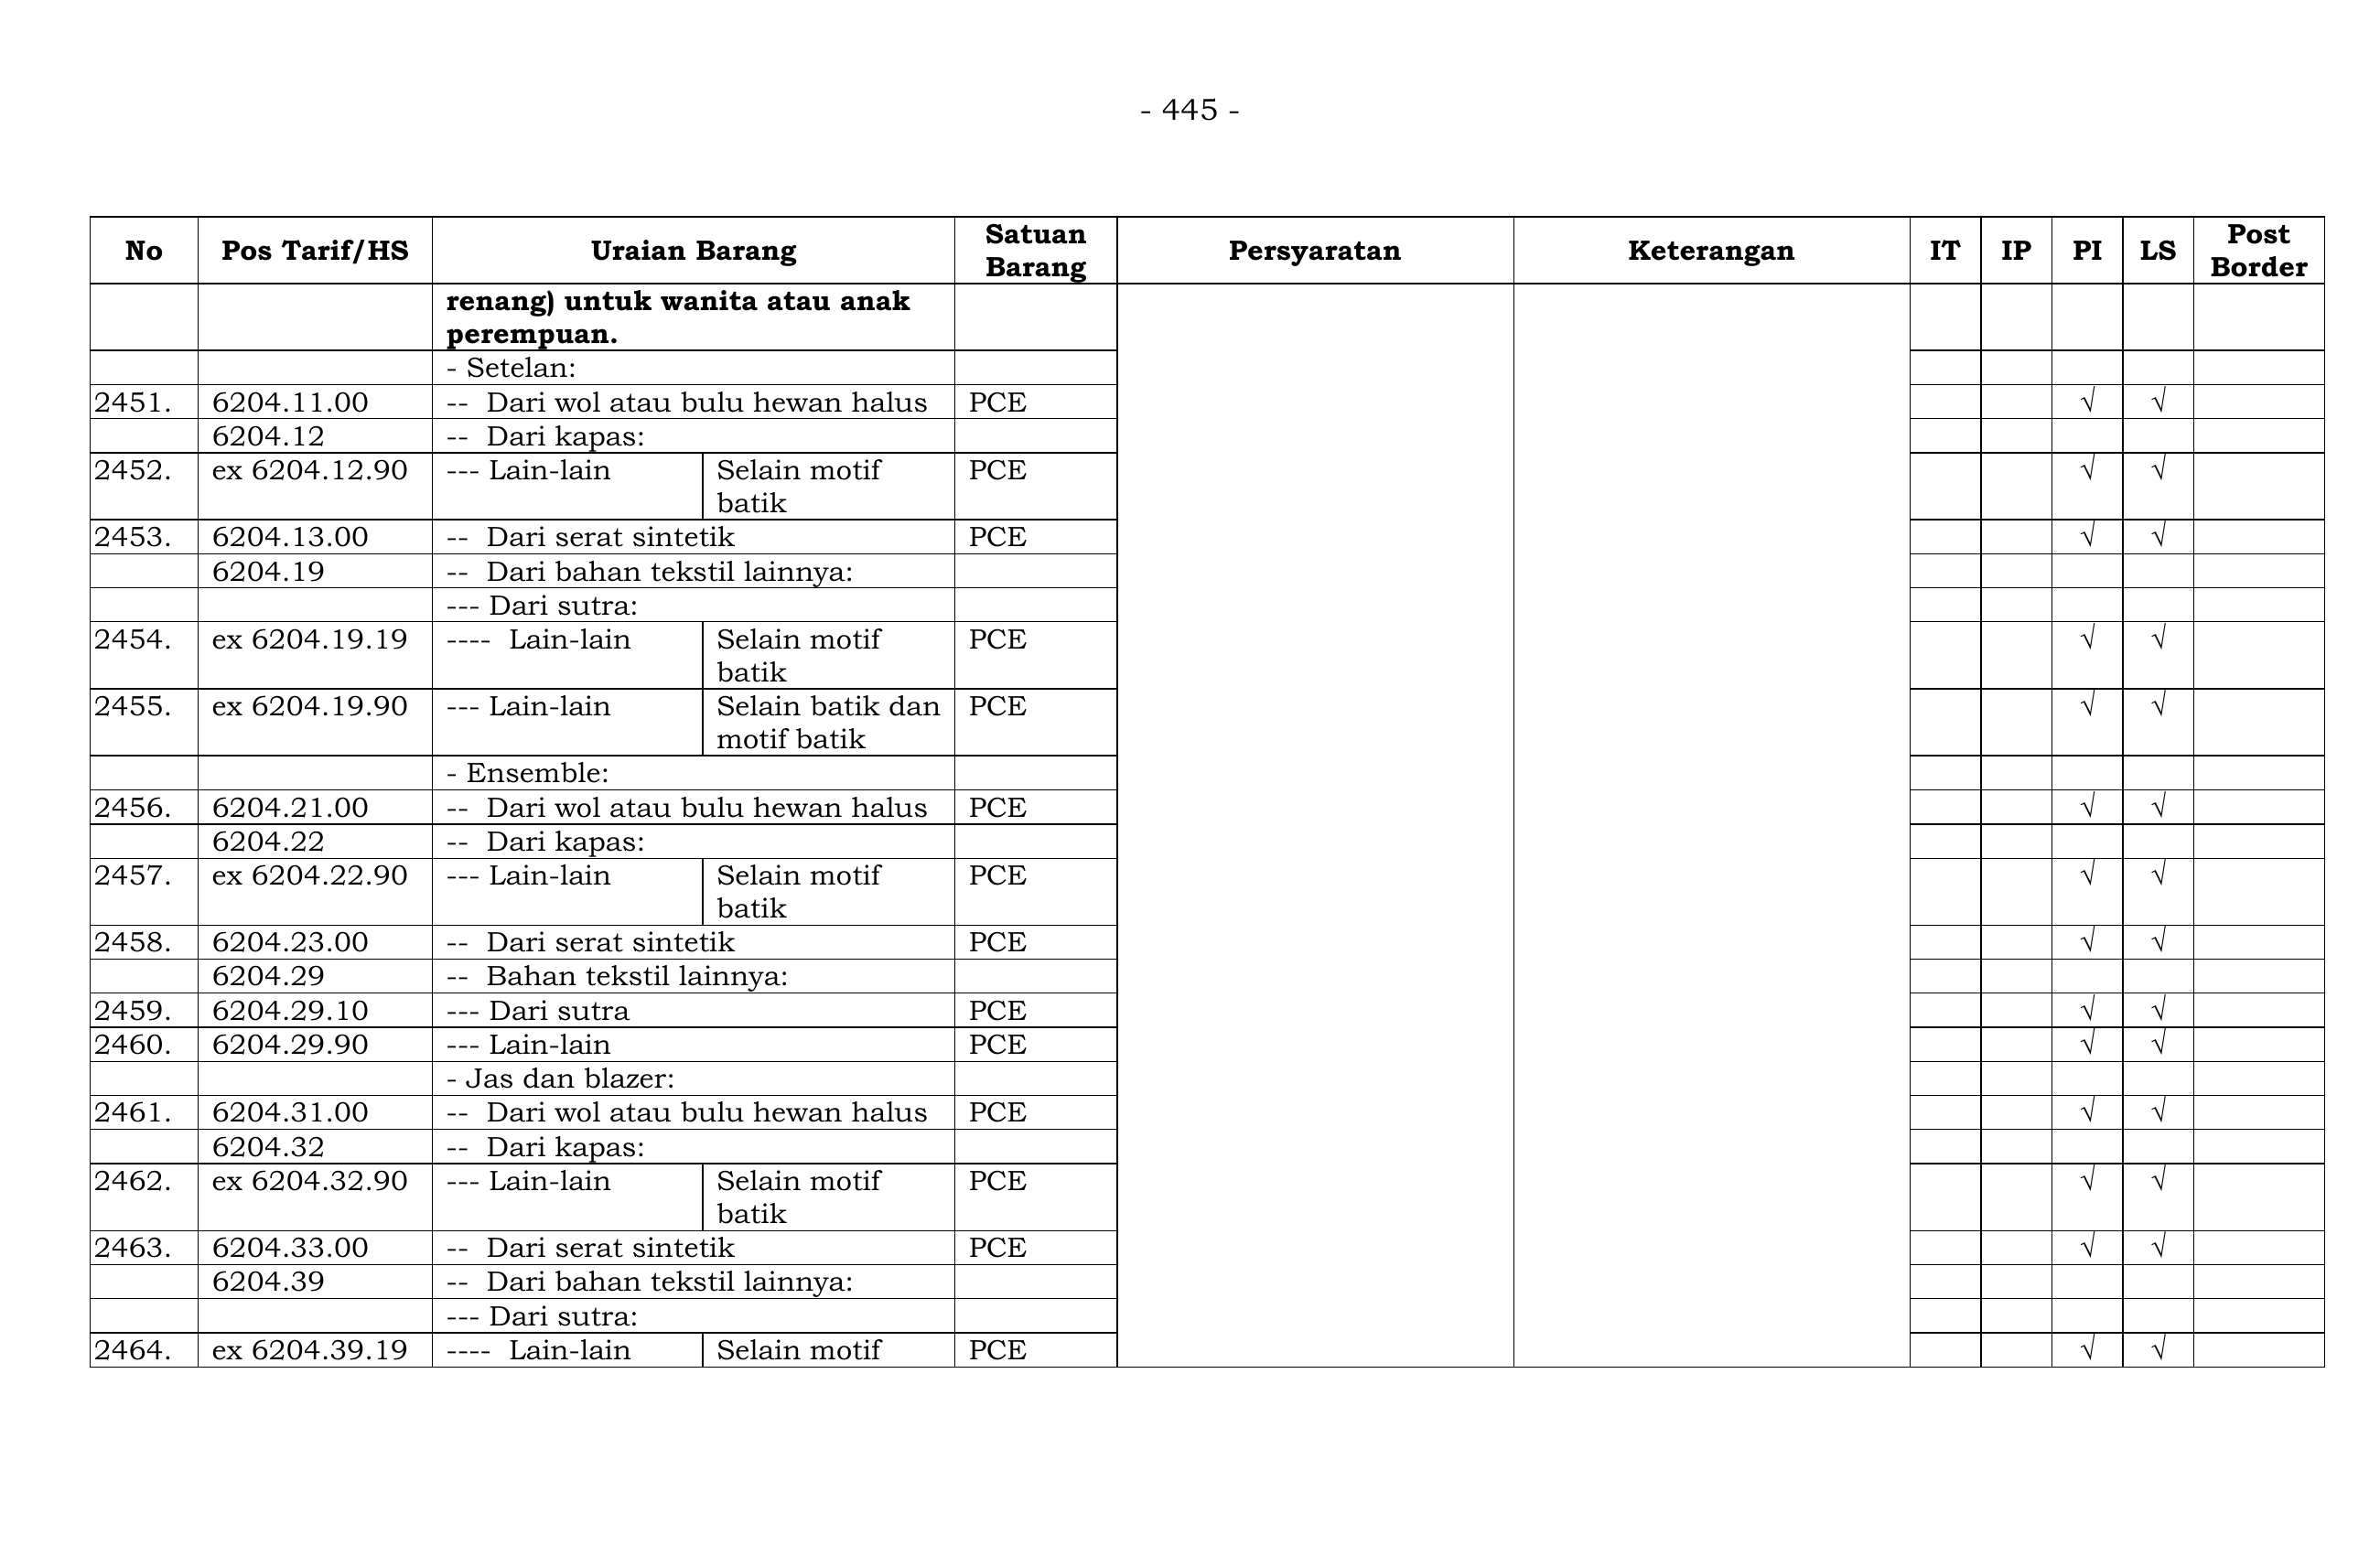 - 445 -
No Pos Tarif/HS Uraian Barang Satuan Barang Persyaratan Keterangan IT IP PI LS Post Border
renang) untuk wanita atau anak
perempuan.
- Setelan:
2451. 6204.11.00 -- Dari wol atau bulu hewan halus PCE √ √
6204.12 -- Dari kapas:
2452. ex 6204.12.90 --- Lain-lain Selain motif PCE √ √
batik
2453. 6204.13.00 -- Dari serat sintetik PCE √ √
6204.19 -- Dari bahan tekstil lainnya:
--- Dari sutra:
2454. ex 6204.19.19 ---- Lain-lain Selain motif PCE √ √
batik
2455. ex 6204.19.90 --- Lain-lain Selain batik dan PCE √ √
motif batik
- Ensemble:
2456. 6204.21.00 -- Dari wol atau bulu hewan halus PCE √ √
6204.22 -- Dari kapas:
2457. ex 6204.22.90 --- Lain-lain Selain motif PCE √ √
batik
2458. 6204.23.00 -- Dari serat sintetik PCE √ √
6204.29 -- Bahan tekstil lainnya:
2459. 6204.29.10 --- Dari sutra PCE √ √
2460. 6204.29.90 --- Lain-lain PCE √ √
- Jas dan blazer:
2461. 6204.31.00 -- Dari wol atau bulu hewan halus PCE √ √
6204.32 -- Dari kapas:
2462. ex 6204.32.90 --- Lain-lain Selain motif PCE √ √
batik
2463. 6204.33.00 -- Dari serat sintetik PCE √ √
6204.39 -- Dari bahan tekstil lainnya:
--- Dari sutra:
2464. ex 6204.39.19 ---- Lain-lain Selain motif PCE √ √